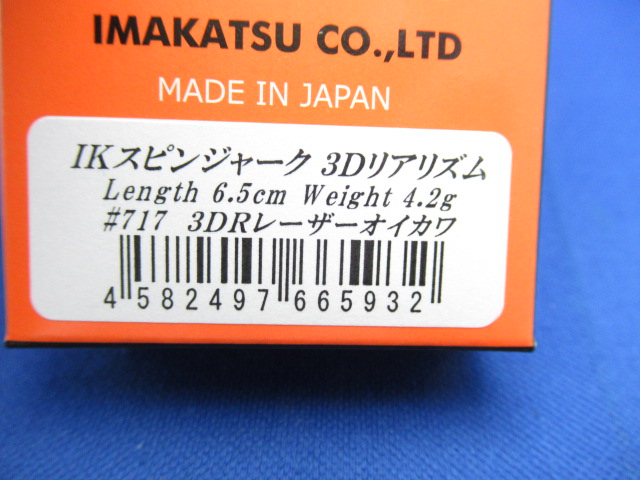 IMAKATSU CO.,LTD
MADE IN JAPAN
IKスピンジャーク 3Dリアリズム
Length 6.5cm Weight 4.2g
#717 3DRレーザーオイカワ
4 582497 665932